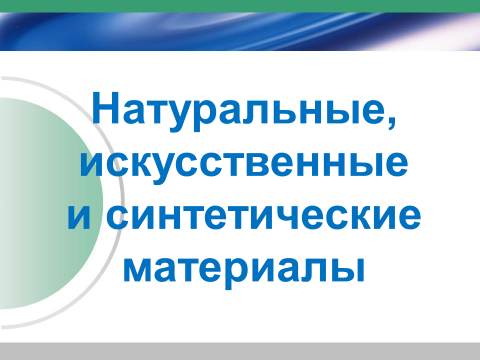 Натуральные,
искусственные
и синтетические
материалы